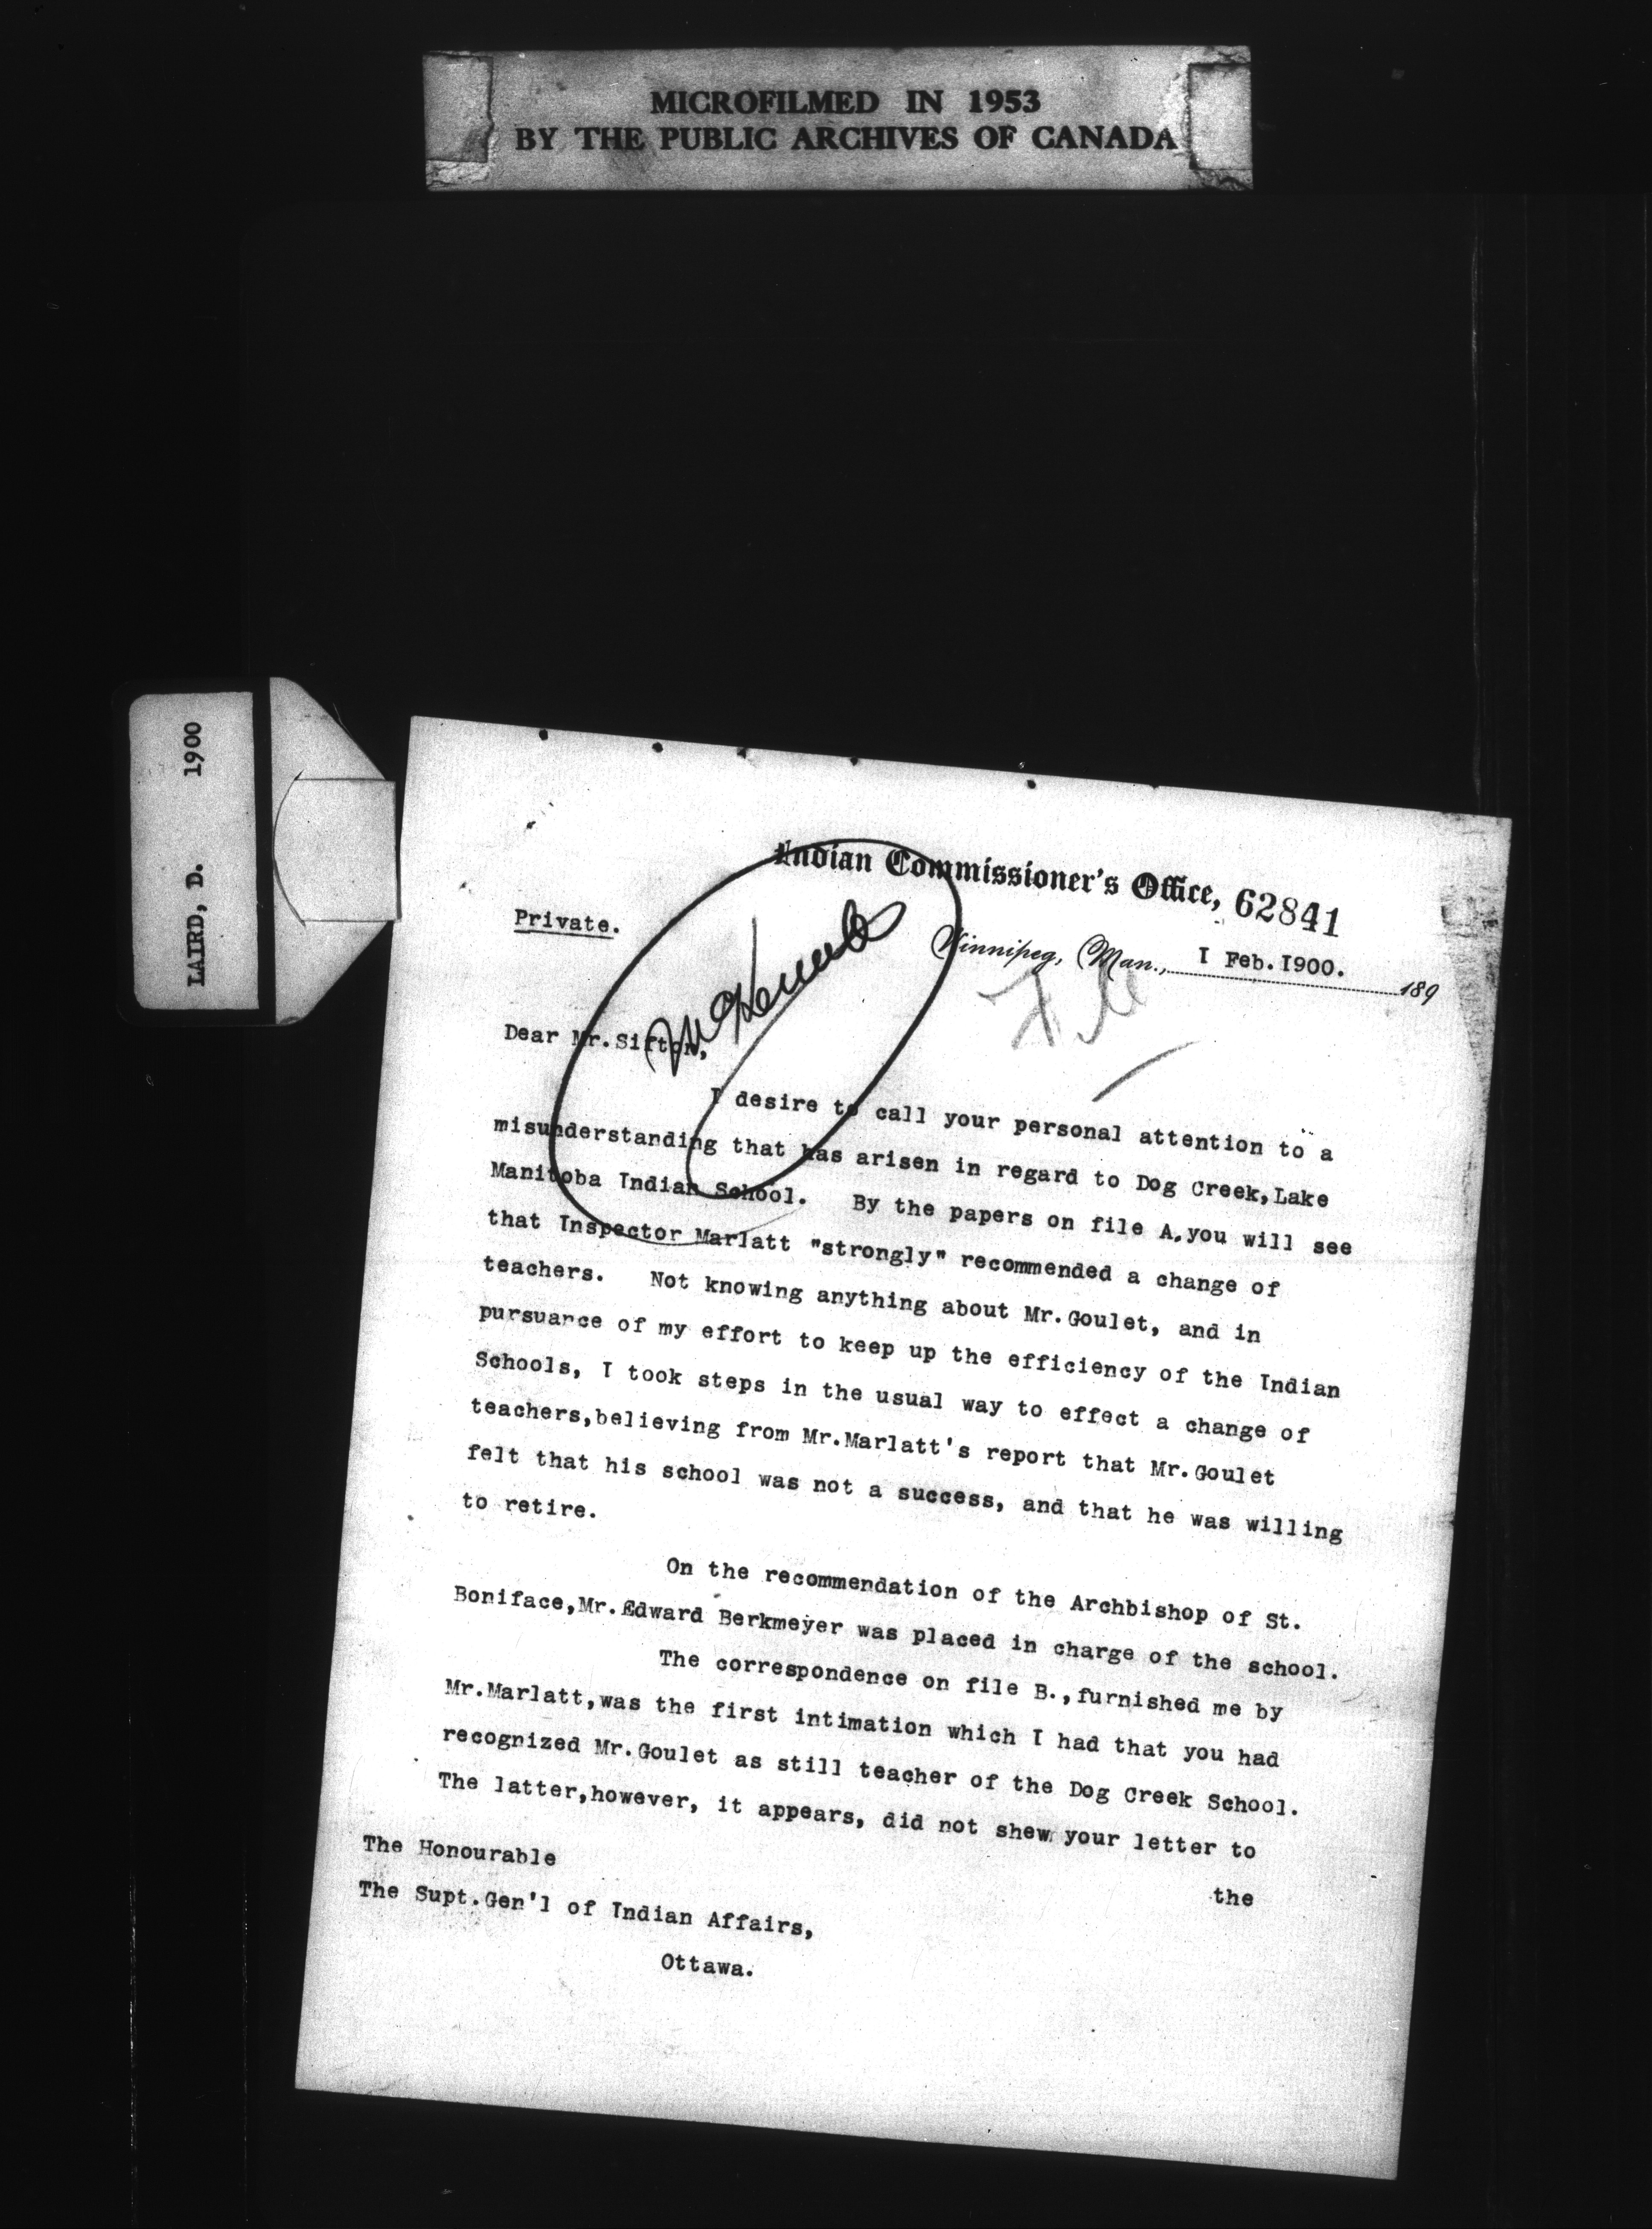 MICROFILMED IN 1953
BY THE PUBLIC ARCHIVES OF CANADA
LAIRD, D. 1900
Indian Commissioner's Office, 62841
Private.
Winnipeg, Man., I Feb. I900. 189
Dear Mr. Sifton,
I desire to call your personal attention to a
misunderstanding that has arisen in regard to Dog Creek, Lake
Manitoba Indian School. By the papers on file A. you will see
that Inspector Marlatt "strongly" recommended a change of
teachers. Not knowing anything about Mr. Goulet, and in
pursuance of my effort to keep up the efficiency of the Indian
Schools, I took steps in the usual way to effect a change of
teachers, believing from Mr. Marlatt's report that Mr. Goulet
felt that his school was not a success, and that he was willing
to retire.
On the recommendation of the Archbishop of St.
Boniface, Mr. Edward Berkmeyer was placed in charge of the school.
The correspondence on file B., furnished me by
Mr. Marlatt, was the first intimation which I had that you had
recognized Mr. Goulet as still teacher of the Dog Creek School.
The latter, however, it appears, did not shew your letter to
the
The Honourable
The Supt. Gen'l of Indian Affairs,
Ottawa.